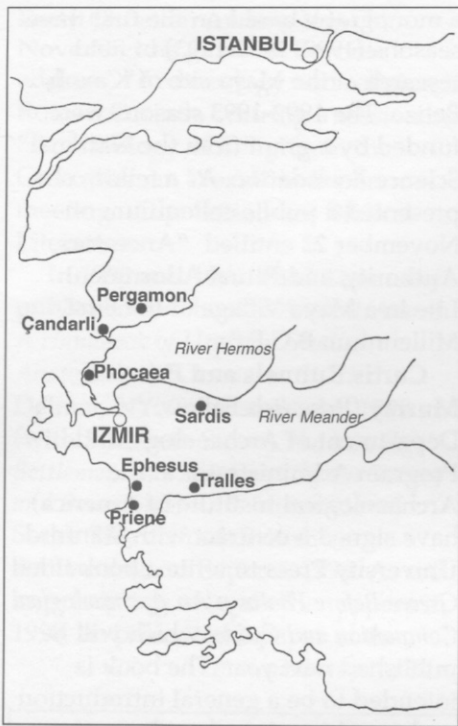 ISTANBUL
Pergamon
Çandarli
River Hermos
Phocaea
Sardis
River Meander
IZMIR
Ephesus
Tralles
Priene